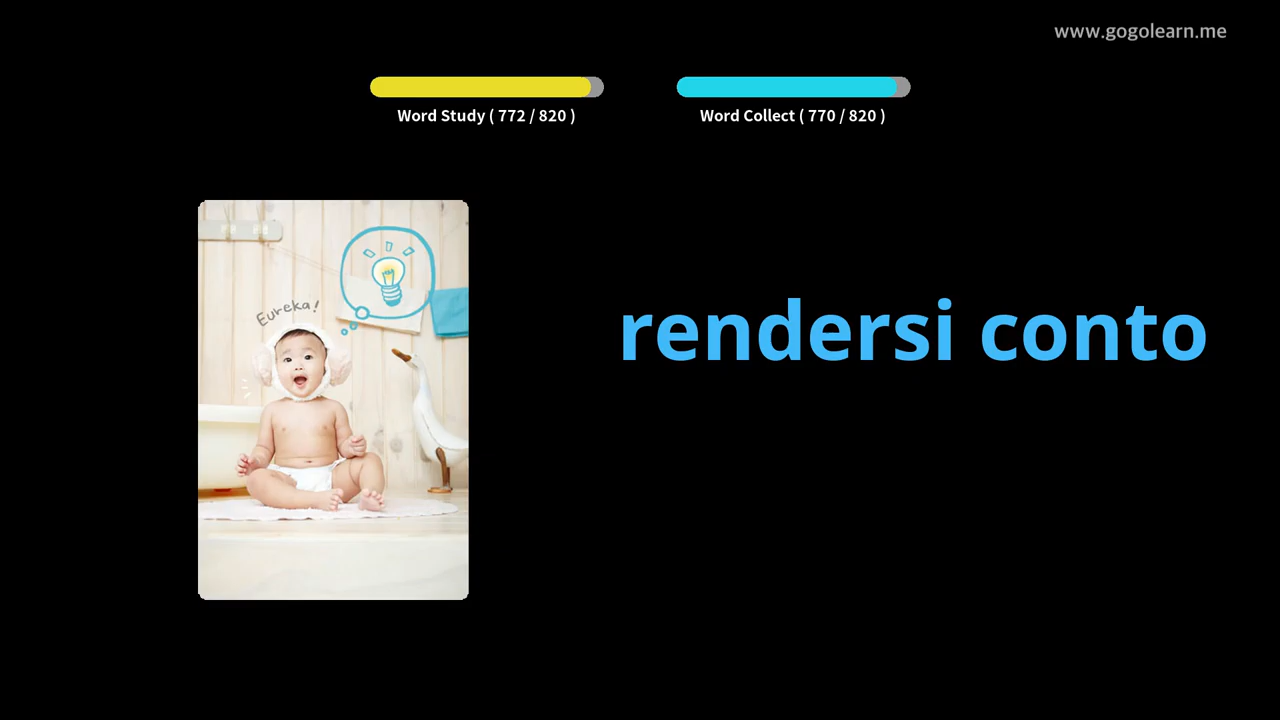 www.gogolearn.me
Word Study ( 772 / 820 )
Word Collect ( 770 / 820 )
Eureka!
rendersi conto